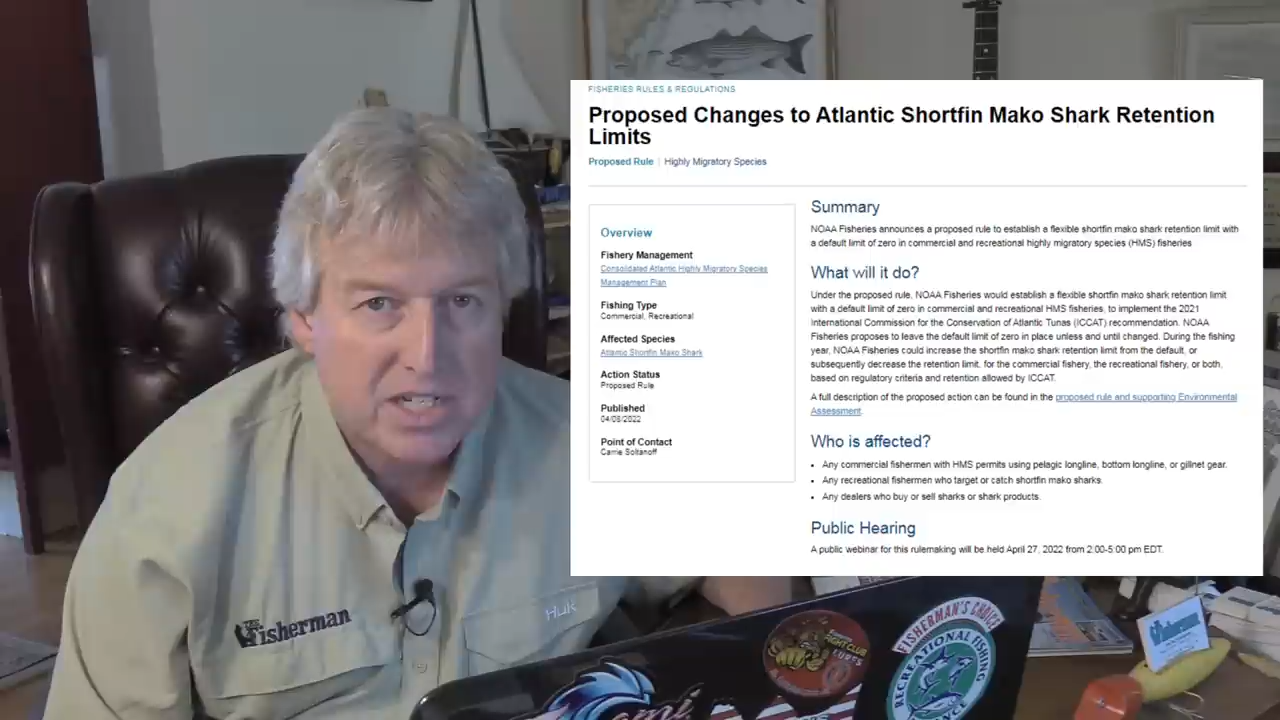 FISHERIES RULES & REGULATIONS
Proposed Changes to Atlantic Shortfin Mako Shark Retention
Limits
Proposed Rule | Highly Migratory Species
Overview
Fishery Management
Consolidated Atlantic Highly Migratory Species
Management Plan
Fishing Type
Commercial, Recreational
Affected Species
Atlantic Shortfin Mako Shark
Action Status
Proposed Rule
Published
04/08/2022
Point of Contact
Carrie Soltanoff
Summary
NOAA Fisheries announces a proposed rule to establish a flexible shortfin mako shark retention limit with
a default limit of zero in commercial and recreational highly migratory species (HMS) fisheries
What will it do?
Under the proposed rule, NOAA Fisheries would establish a flexible shortfin mako shark retention limit
with a default limit of zero in commercial and recreational HMS fisheries, to implement the 2021
International Commission for the Conservation of Atlantic Tunas (ICCAT) recommendation. NOAA
Fisheries proposes to leave the default limit of zero in place unless and until changed. During the fishing
year, NOAA Fisheries could increase the shortfin mako shark retention limit from the default, or
subsequently decrease the retention limit, for the commercial fishery, the recreational fishery, or both,
based on regulatory criteria and retention allowed by ICCAT.
A full description of the proposed action can be found in the proposed rule and supporting Environmental
Assessment.
Who is affected?
• Any commercial fishermen with HMS permits using pelagic longline, bottom longline, or gillnet gear.
• Any recreational fishermen who target or catch shortfin mako sharks.
• Any dealers who buy or sell sharks or shark products.
Public Hearing
A public webinar for this rulemaking will be held April 27, 2022 from 2:00-5:00 pm EDT.
The Fisherman
HUK
FIGHT CLUB
LURES
FISHERMAN'S CHOICE
RECREATIONAL FISHING